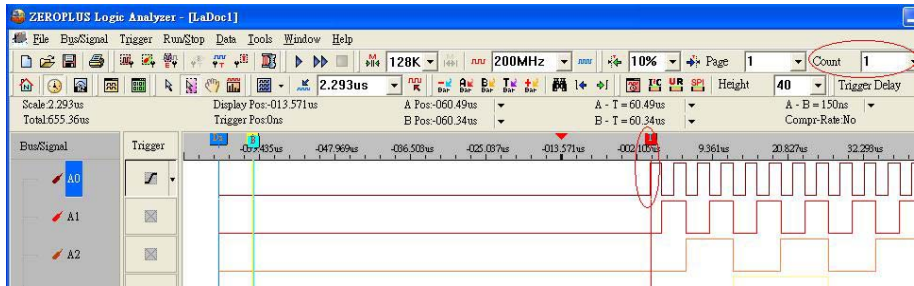 ZEROPLUS Logic Analyzer - [LaDoc1]
File Bus/Signal Trigger Run/Stop Data Tools Window Help
128K 200MHz 10% Page 1 Count 1
2.293us Height 40 Trigger Delay
Scale:2.293us Display Pos:-013.571us A Pos:-060.49us A - T = 60.49us A - B = 150ns
Total:655.36us Trigger Pos:0ns B Pos:-060.34us B - T = 60.34us Compr-Rate:No
Bus/Signal Trigger -047.969us -036.503us -025.037us -013.571us -002.105us 9.361us 20.827us 32.293us
A0
A1
A2